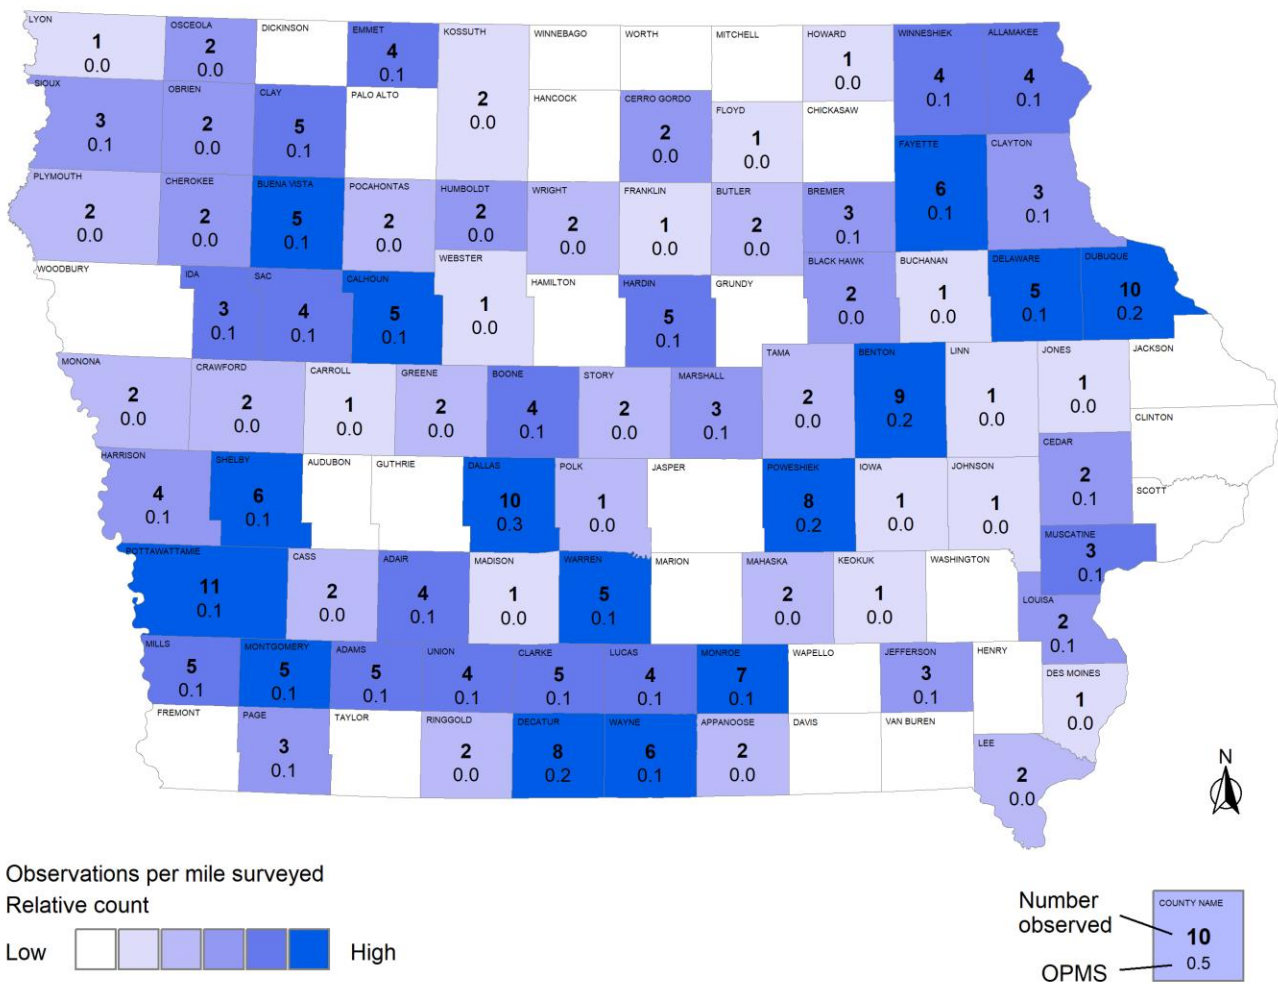 LYON
1
0.0
OSCEOLA
2
0.0
DICKINSON
EMMET
4
0.1
KOSSUTH
2
0.0
WINNEBAGO
WORTH
MITCHELL
HOWARD
1
0.0
WINNESHIEK
4
0.1
ALLAMAKEE
4
0.1
SIOUX
3
0.1
OBRIEN
2
0.0
CLAY
5
0.1
PALO ALTO
HANCOCK
CERRO GORDO
2
0.0
FLOYD
1
0.0
CHICKASAW
FAYETTE
6
0.1
CLAYTON
3
0.1
PLYMOUTH
2
0.0
CHEROKEE
2
0.0
BUENA VISTA
5
0.1
POCAHONTAS
2
0.0
HUMBOLDT
2
0.0
WRIGHT
2
0.0
FRANKLIN
1
0.0
BUTLER
2
0.0
BREMER
3
0.1
WOODBURY
IDA
3
0.1
SAC
4
0.1
CALHOUN
5
0.1
WEBSTER
1
0.0
HAMILTON
HARDIN
5
0.1
GRUNDY
BLACK HAWK
2
0.0
BUCHANAN
1
0.0
DELAWARE
5
0.1
DUBUQUE
10
0.2
MONONA
2
0.0
CRAWFORD
2
0.0
CARROLL
1
0.0
GREENE
2
0.0
BOONE
4
0.1
STORY
2
0.0
MARSHALL
3
0.1
TAMA
2
0.0
BENTON
9
0.2
LINN
1
0.0
JONES
1
0.0
JACKSON
CLINTON
HARRISON
4
0.1
SHELBY
6
0.1
AUDUBON
GUTHRIE
DALLAS
10
0.3
POLK
1
0.0
JASPER
POWESHIEK
8
0.2
IOWA
1
0.0
JOHNSON
1
0.0
CEDAR
2
0.1
SCOTT
POTTAWATTAMIE
11
0.1
CASS
2
0.0
ADAIR
4
0.1
MADISON
1
0.0
WARREN
5
0.1
MARION
MAHASKA
2
0.0
KEOKUK
1
0.0
WASHINGTON
MUSCATINE
3
0.1
LOUISA
2
0.1
MILLS
5
0.1
MONTGOMERY
5
0.1
ADAMS
5
0.1
UNION
4
0.1
CLARKE
5
0.1
LUCAS
4
0.1
MONROE
7
0.1
WAPELLO
JEFFERSON
3
0.1
HENRY
DES MOINES
1
0.0
FREMONT
PAGE
3
0.1
TAYLOR
RINGGOLD
2
0.0
DECATUR
8
0.2
WAYNE
6
0.1
APPANOOSE
2
0.0
DAVIS
VAN BUREN
LEE
2
0.0
N
Observations per mile surveyed
Relative count
Low
High
Number
observed
OPMS
COUNTY NAME
10
0.5